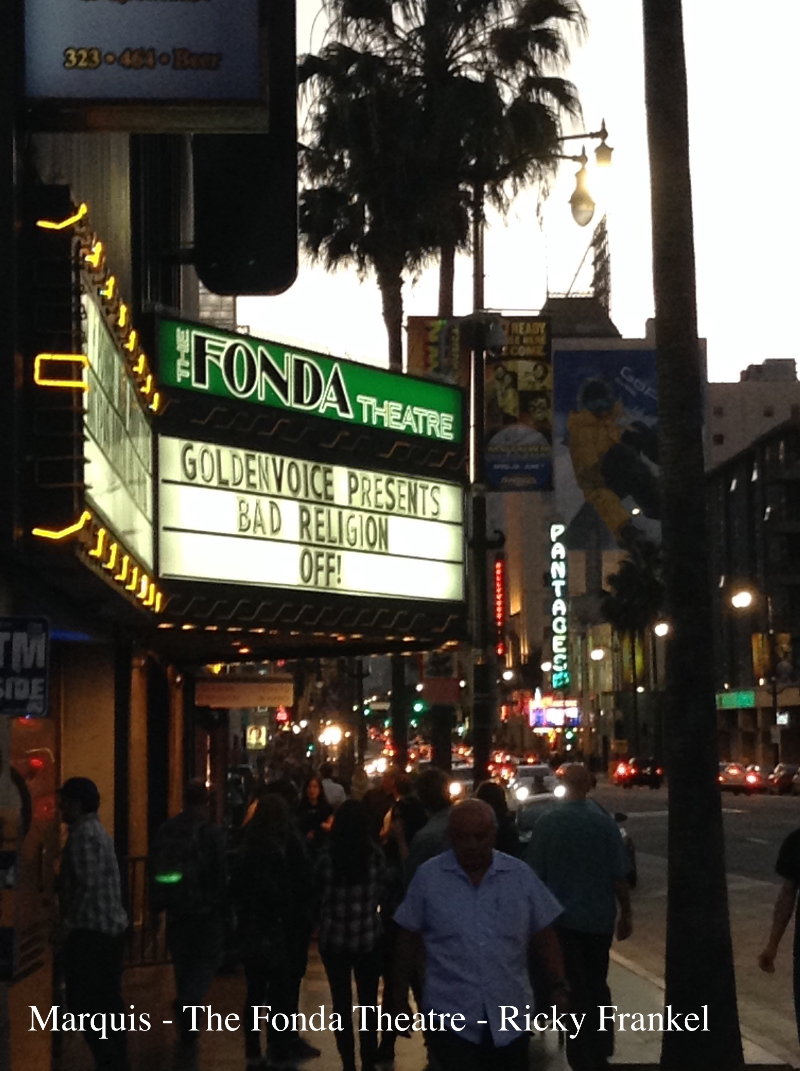 323 • 464 • Beer
THE FONDA THEATRE
GOLDENVOICE PRESENTS
BAD RELIGION
OFF!
PANTAGES
TM
SIDE
Marquis - The Fonda Theatre - Ricky Frankel